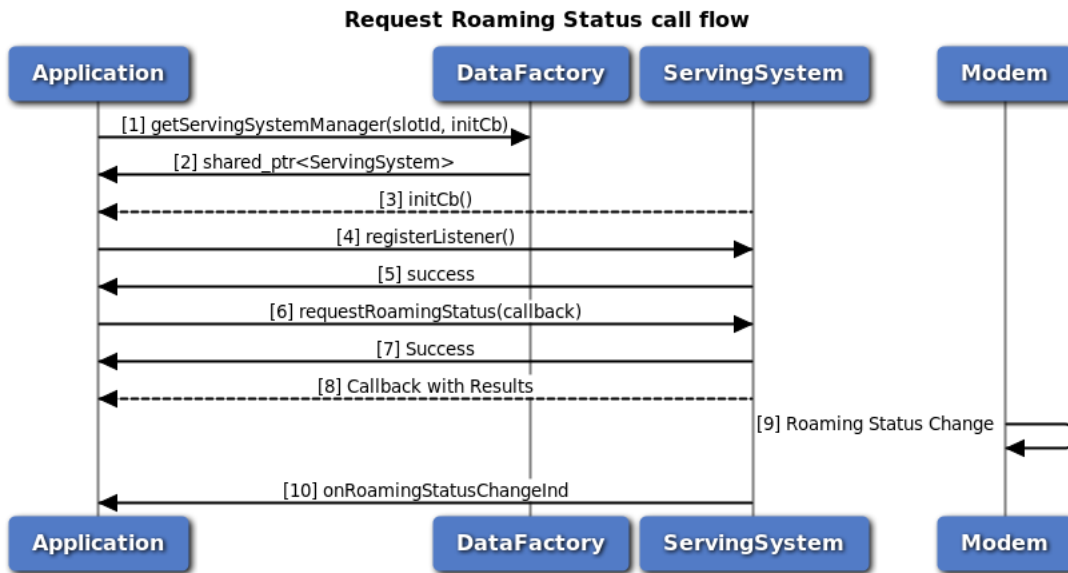 Request Roaming Status call flow
Application
DataFactory
ServingSystem
Modem
[1] getServingSystemManager(slotId, initCb)
[2] shared_ptr<ServingSystem>
[3] initCb()
[4] registerListener()
[5] success
[6] requestRoamingStatus(callback)
[7] Success
[8] Callback with Results
[9] Roaming Status Change
[10] onRoamingStatusChangeInd
Application
DataFactory
ServingSystem
Modem